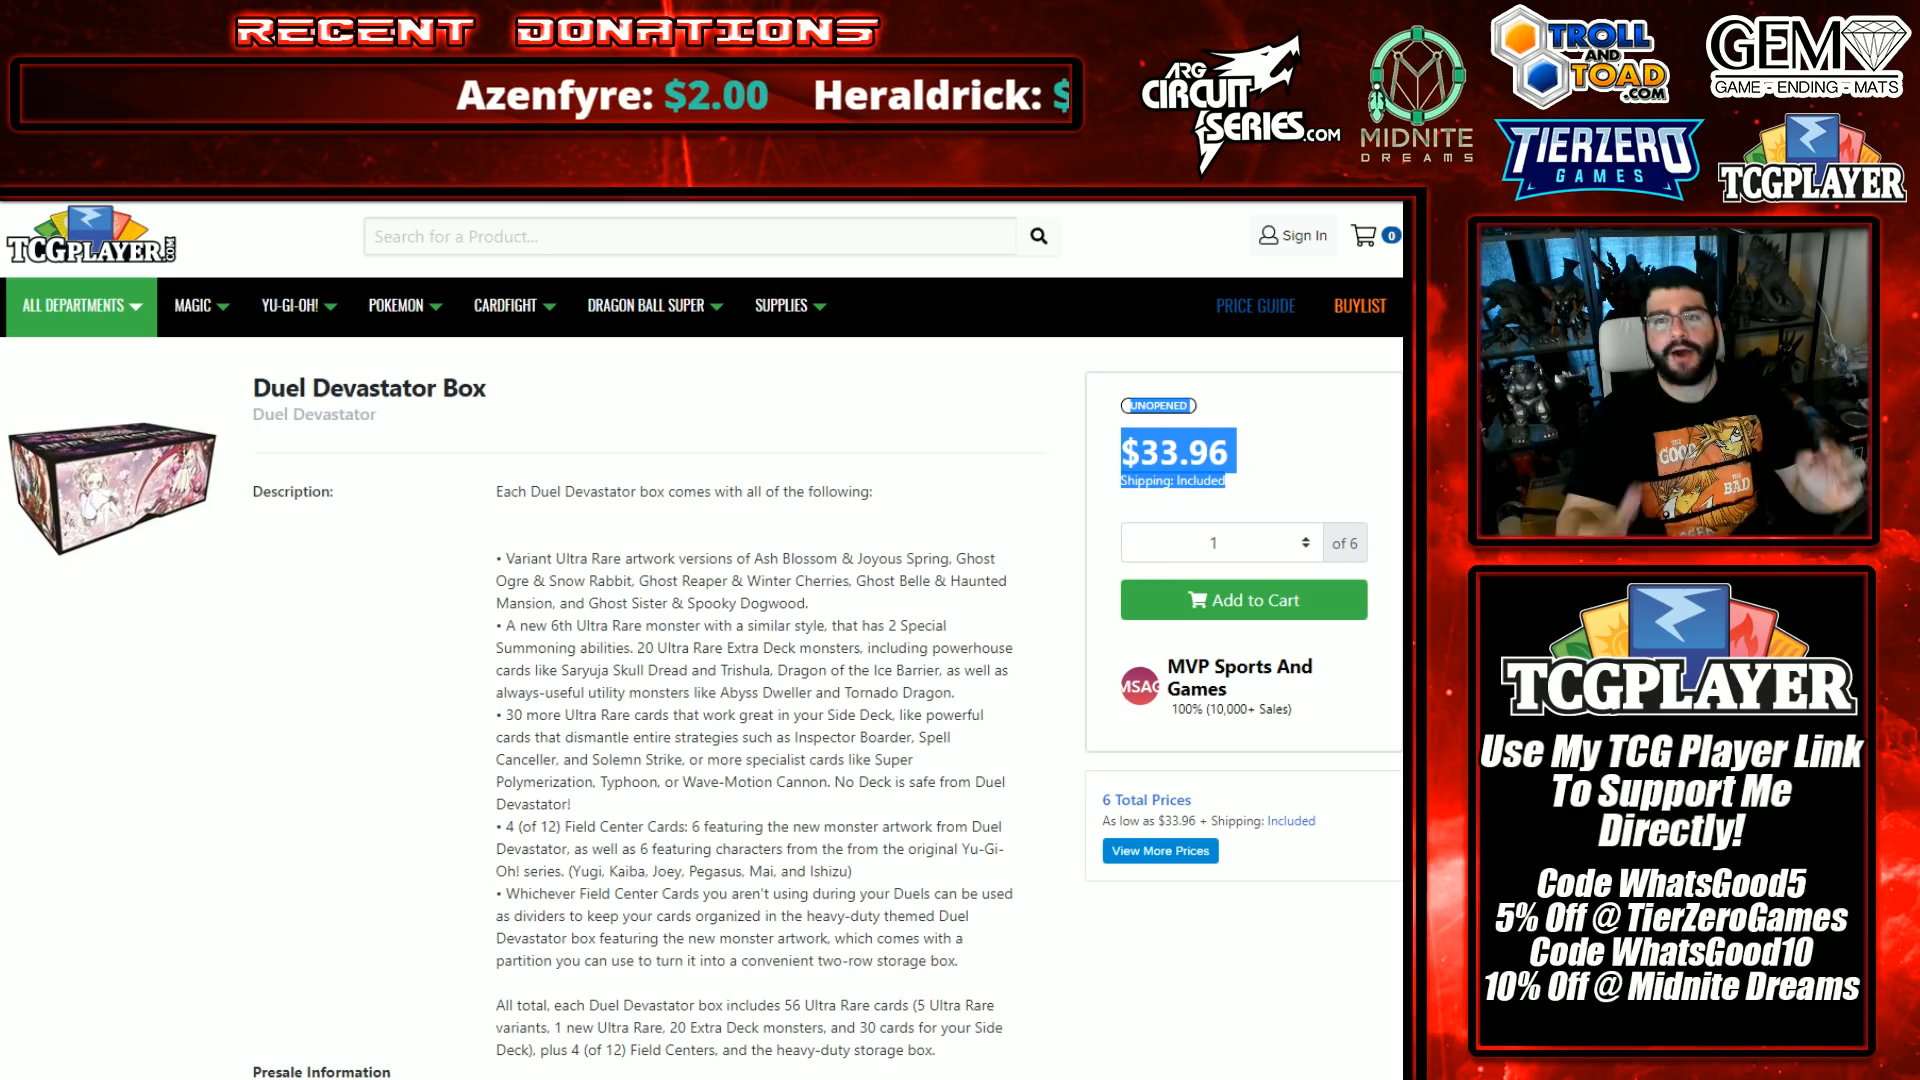 RECENT DONATIONS
Azenfyre: $2.00 Heraldrick: $
ARG
CIRCUIT
SERIES.COM
MIDNITE
DREAMS
TROLL
AND
TOAD
.COM
GEM
GAME - ENDING - MATS
TIERZERO
GAMES
TCGPLAYER
TCGPLAYER.COM
Search for a Product...
Sign In
0
ALL DEPARTMENTS
MAGIC
YU-GI-OH!
POKEMON
CARDFIGHT
DRAGON BALL SUPER
SUPPLIES
PRICE GUIDE
BUYLIST
Duel Devastator Box
Duel Devastator
Description:
Each Duel Devastator box comes with all of the following:
• Variant Ultra Rare artwork versions of Ash Blossom & Joyous Spring, Ghost
Ogre & Snow Rabbit, Ghost Reaper & Winter Cherries, Ghost Belle & Haunted
Mansion, and Ghost Sister & Spooky Dogwood.
• A new 6th Ultra Rare monster with a similar style, that has 2 Special
Summoning abilities. 20 Ultra Rare Extra Deck monsters, including powerhouse
cards like Saryuja Skull Dread and Trishula, Dragon of the Ice Barrier, as well as
always-useful utility monsters like Abyss Dweller and Tornado Dragon.
• 30 more Ultra Rare cards that work great in your Side Deck, like powerful
cards that dismantle entire strategies such as Inspector Boarder, Spell
Canceller, and Solemn Strike, or more specialist cards like Super
Polymerization, Typhoon, or Wave-Motion Cannon. No Deck is safe from Duel
Devastator!
• 4 (of 12) Field Center Cards: 6 featuring the new monster artwork from Duel
Devastator, as well as 6 featuring characters from the from the original Yu-Gi-
Oh! series. (Yugi, Kaiba, Joey, Pegasus, Mai, and Ishizu)
• Whichever Field Center Cards you aren't using during your Duels can be used
as dividers to keep your cards organized in the heavy-duty themed Duel
Devastator box featuring the new monster artwork, which comes with a
partition you can use to turn it into a convenient two-row storage box.
All total, each Duel Devastator box includes 56 Ultra Rare cards (5 Ultra Rare
variants, 1 new Ultra Rare, 20 Extra Deck monsters, and 30 cards for your Side
Deck), plus 4 (of 12) Field Centers, and the heavy-duty storage box.
Presale Information
UNOPENED
$33.96
Shipping: Included
1
of 6
Add to Cart
MSAG
MVP Sports And
Games
100% (10,000+ Sales)
6 Total Prices
As low as $33.96 + Shipping: Included
View More Prices
THE
GOOD
THE
BAD
TCGPLAYER
Use My TCG Player Link
To Support Me
Directly!
Code WhatsGood5
5% Off @ TierZeroGames
Code WhatsGood10
10% Off @ Midnite Dreams